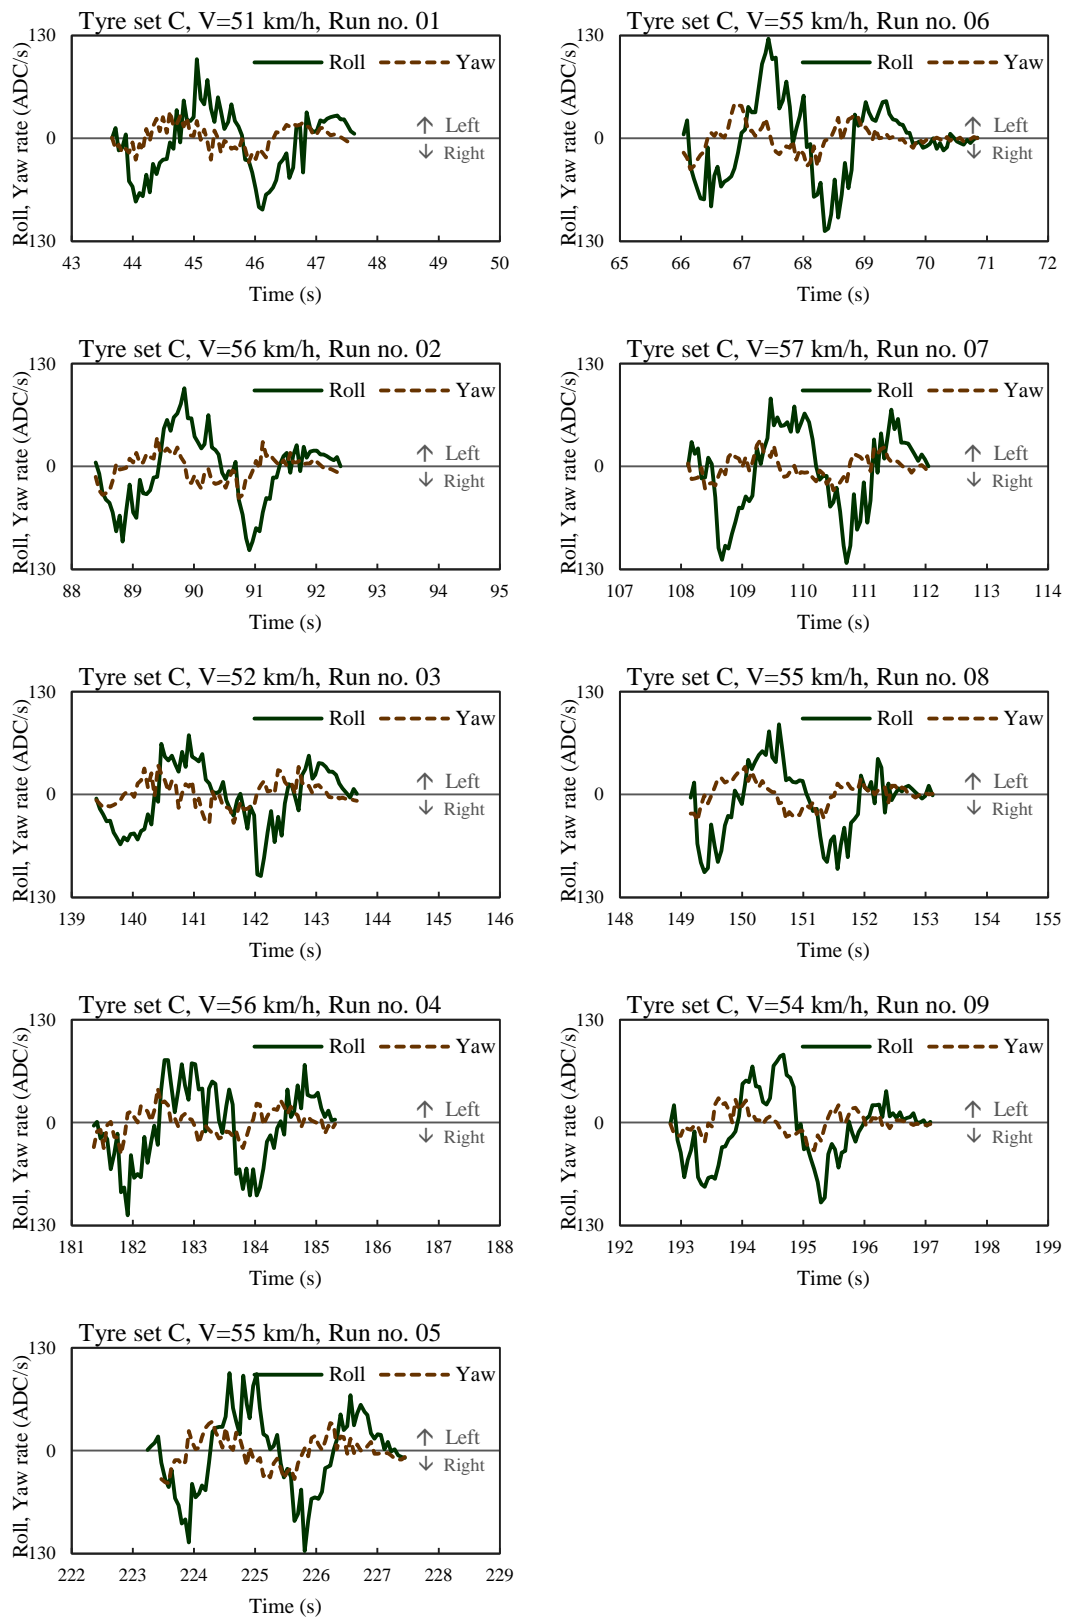 Tyre set C, V=51 km/h, Run no. 01
Roll, Yaw rate (ADC/s)
130
0
130
Roll
Yaw
↑ Left
↓ Right
43 44 45 46 47 48 49 50
Time (s)
Tyre set C, V=55 km/h, Run no. 06
Roll, Yaw rate (ADC/s)
130
0
130
Roll
Yaw
↑ Left
↓ Right
65 66 67 68 69 70 71 72
Time (s)
Tyre set C, V=56 km/h, Run no. 02
Roll, Yaw rate (ADC/s)
130
0
130
Roll
Yaw
↑ Left
↓ Right
88 89 90 91 92 93 94 95
Time (s)
Tyre set C, V=57 km/h, Run no. 07
Roll, Yaw rate (ADC/s)
130
0
130
Roll
Yaw
↑ Left
↓ Right
107 108 109 110 111 112 113 114
Time (s)
Tyre set C, V=52 km/h, Run no. 03
Roll, Yaw rate (ADC/s)
130
0
130
Roll
Yaw
↑ Left
↓ Right
139 140 141 142 143 144 145 146
Time (s)
Tyre set C, V=55 km/h, Run no. 08
Roll, Yaw rate (ADC/s)
130
0
130
Roll
Yaw
↑ Left
↓ Right
148 149 150 151 152 153 154 155
Time (s)
Tyre set C, V=56 km/h, Run no. 04
Roll, Yaw rate (ADC/s)
130
0
130
Roll
Yaw
↑ Left
↓ Right
181 182 183 184 185 186 187 188
Time (s)
Tyre set C, V=54 km/h, Run no. 09
Roll, Yaw rate (ADC/s)
130
0
130
Roll
Yaw
↑ Left
↓ Right
192 193 194 195 196 197 198 199
Time (s)
Tyre set C, V=55 km/h, Run no. 05
Roll, Yaw rate (ADC/s)
130
0
130
Roll
Yaw
↑ Left
↓ Right
222 223 224 225 226 227 228 229
Time (s)